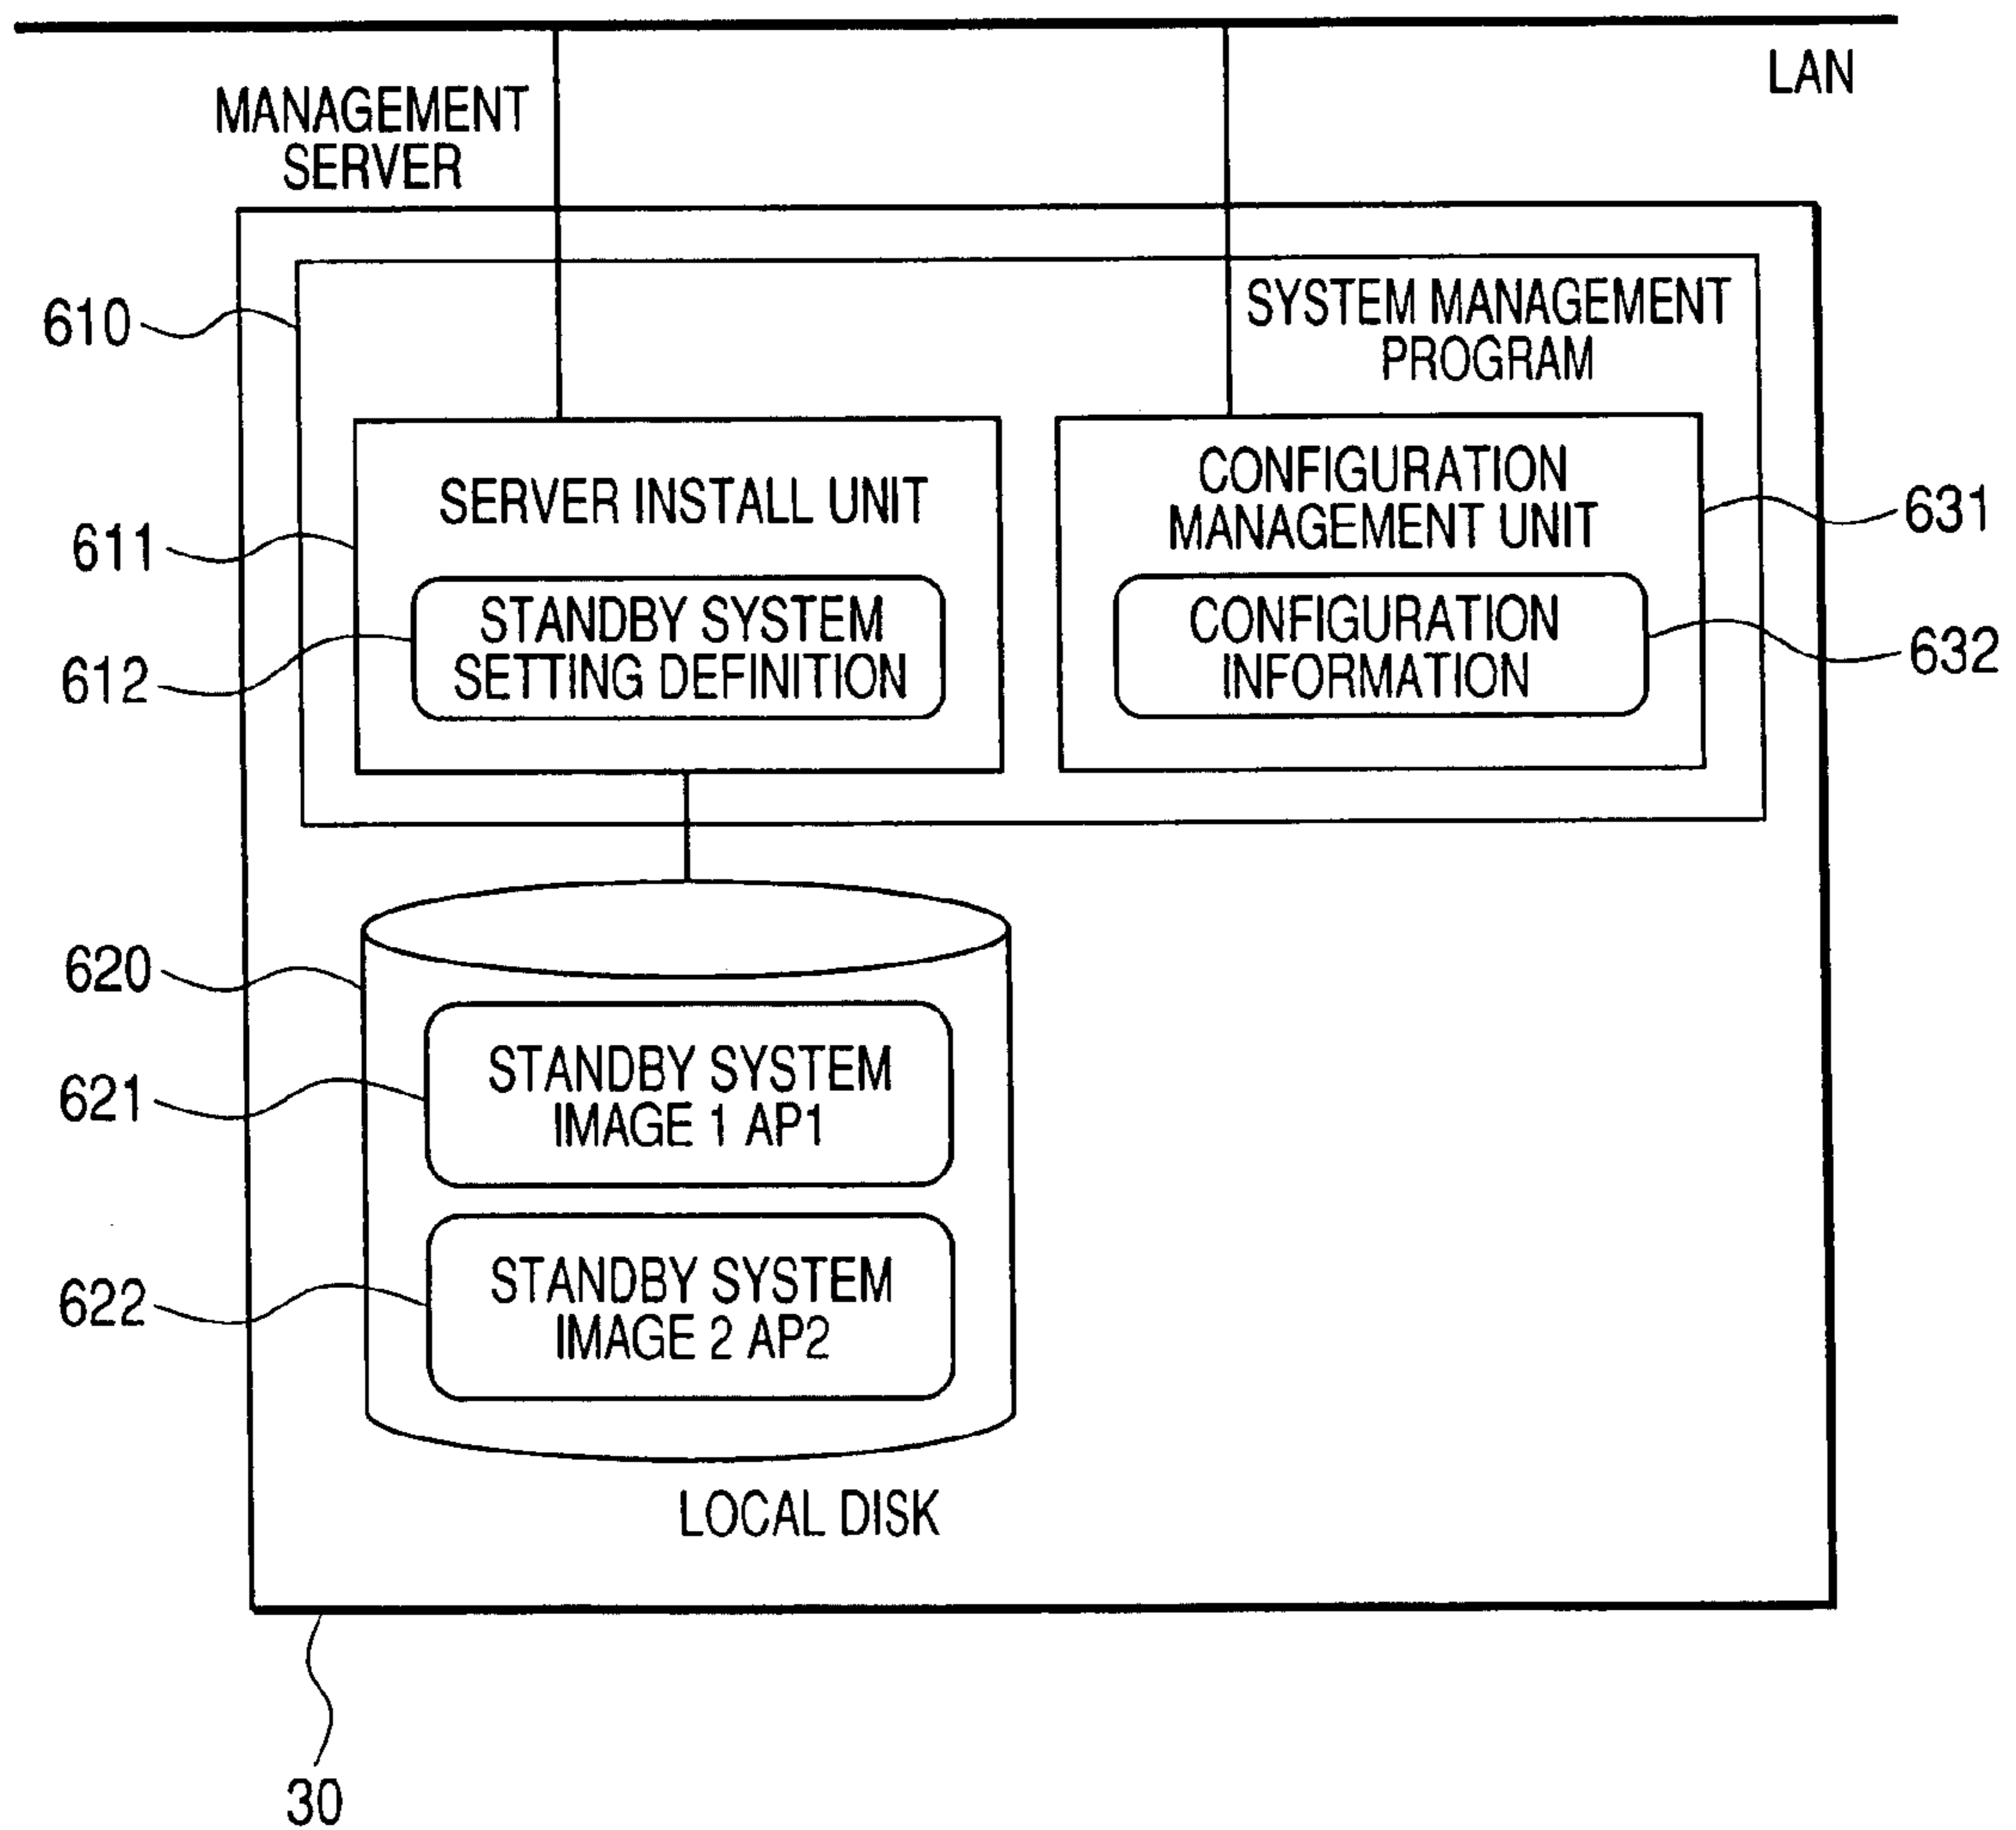 LAN
MANAGEMENT
SERVER
610
SYSTEM MANAGEMENT
PROGRAM
611
SERVER INSTALL UNIT
CONFIGURATION
MANAGEMENT UNIT
631
612
STANDBY SYSTEM
SETTING DEFINITION
CONFIGURATION
INFORMATION
632
620
621
STANDBY SYSTEM
IMAGE 1 AP1
622
STANDBY SYSTEM
IMAGE 2 AP2
LOCAL DISK
30